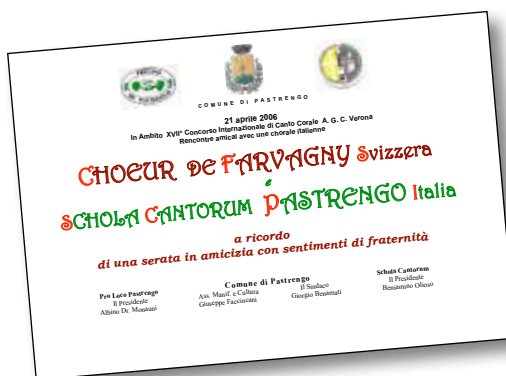 COMUNE DI PASTRENGO
21 aprile 2006
In Ambito XVII° Concorso Internazionale di Canto Corale A. G. C. Verona
Rencontre amical avec une chorale italienne
CHOEUR DE FARVAGNY Svizzera
e
SCHOLA CANTORUM PASTRENGO Italia
a ricordo
di una serata in amicizia con sentimenti di fraternità
Pro Loco Pastrengo
Il Presidente
Albino Dr. Monauni
Comune di Pastrengo
Ass. Manif. e Cultura
Giuseppe Faccincani
Il Sindaco
Giorgio Benamati
Schola Cantorum
Il Presidente
Beniamino Olioso